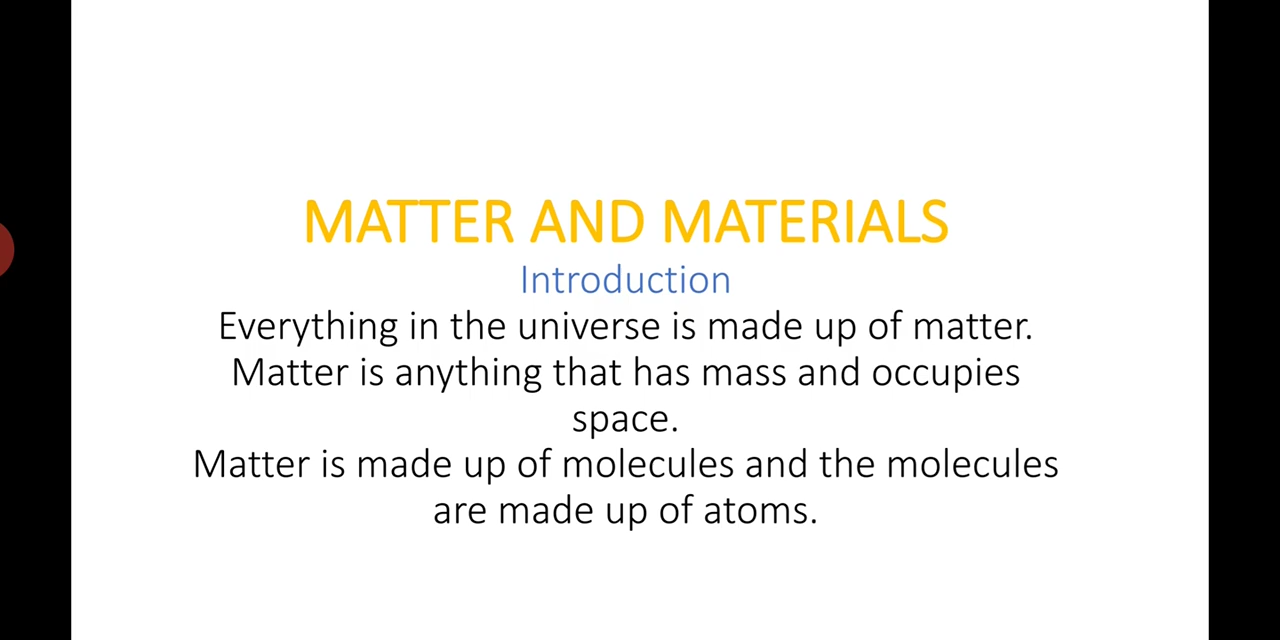 MATTER AND MATERIALS
Introduction
Everything in the universe is made up of matter.
Matter is anything that has mass and occupies
space.
Matter is made up of molecules and the molecules
are made up of atoms.